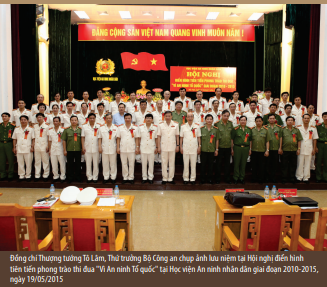 ĐẢNG CỘNG SẢN VIỆT NAM QUANG VINH MUÔN NĂM !
HỘI NGHỊ
Đồng chí Thượng tướng Tô Lâm, Thứ trưởng Bộ Công an chụp ảnh lưu niệm tại Hội nghị điển hình
tiên tiến phong trào thi đua "Vì An ninh Tổ quốc" tại Học viện An ninh nhân dân giai đoạn 2010-2015,
ngày 19/05/2015